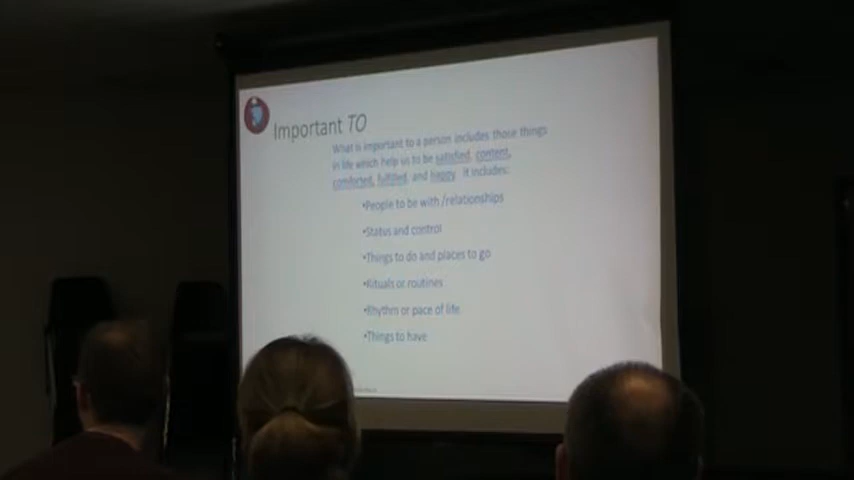 Important TO
What is important to a person includes those things
in life which help us to be satisfied, content,
comforted, fulfilled, and happy. It includes:
•People to be with /relationships
•Status and control
•Things to do and places to go
•Rituals or routines
•Rhythm or pace of life
•Things to have